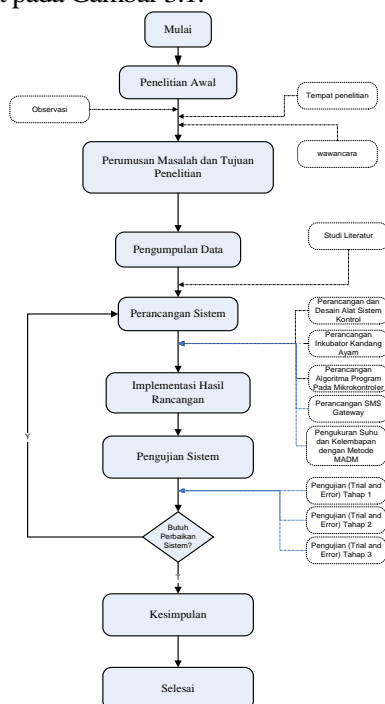 t pada Gambar 3.1.
Mulai
Penelitian Awal
Observasi
Tempat penelitian
wawancara
Perumusan Masalah dan Tujuan
Penelitian
Studi Literatur
Pengumpulan Data
Perancangan Sistem
Perancangan dan
Desain Alat Sistem
Kontrol
Perancangan
Inkubator Kandang
Ayam
Perancangan
Algoritma Program
Pada Mikrokontroler
Perancangan SMS
Gateway
Pengukuran Suhu
dan Kelembapan
dengan Metode
MADM
Implementasi Hasil
Rancangan
Pengujian Sistem
Pengujian (Trial and
Error) Tahap 1
Pengujian (Trial and
Error) Tahap 2
Pengujian (Trial and
Error) Tahap 3
Y
Butuh
Perbaikan
Sistem?
Kesimpulan
Selesai